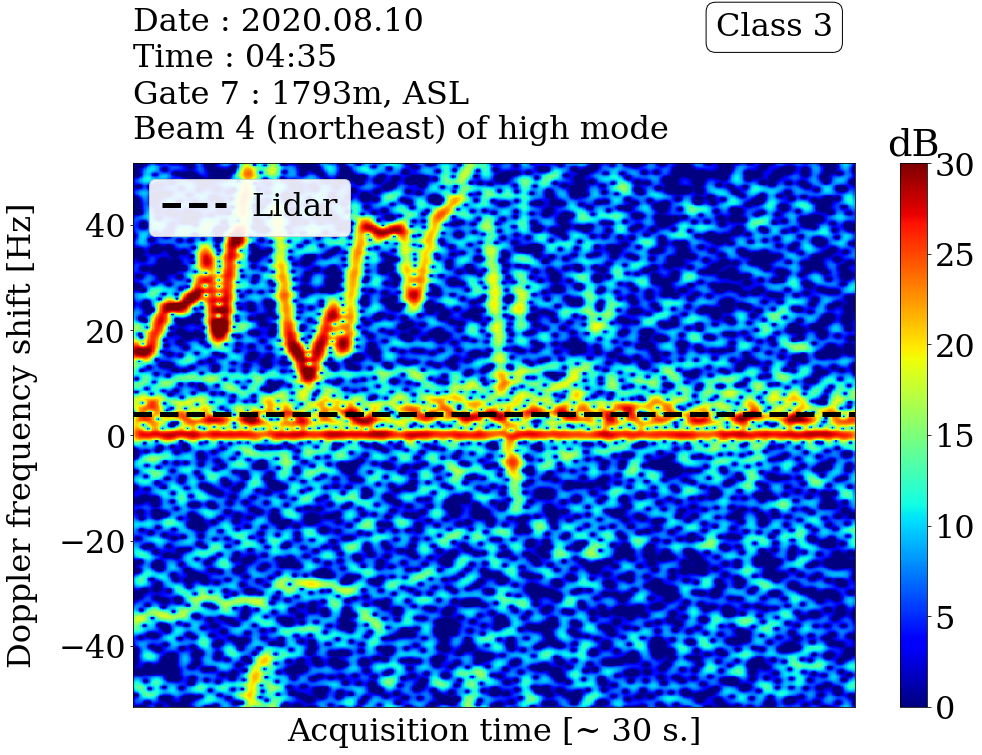 Date : 2020.08.10
Time : 04:35
Gate 7 : 1793m, ASL
Beam 4 (northeast) of high mode
Class 3
dB
Lidar
Doppler frequency shift [Hz]
40
20
0
−20
−40
Acquisition time [~ 30 s.]
30
25
20
15
10
5
0